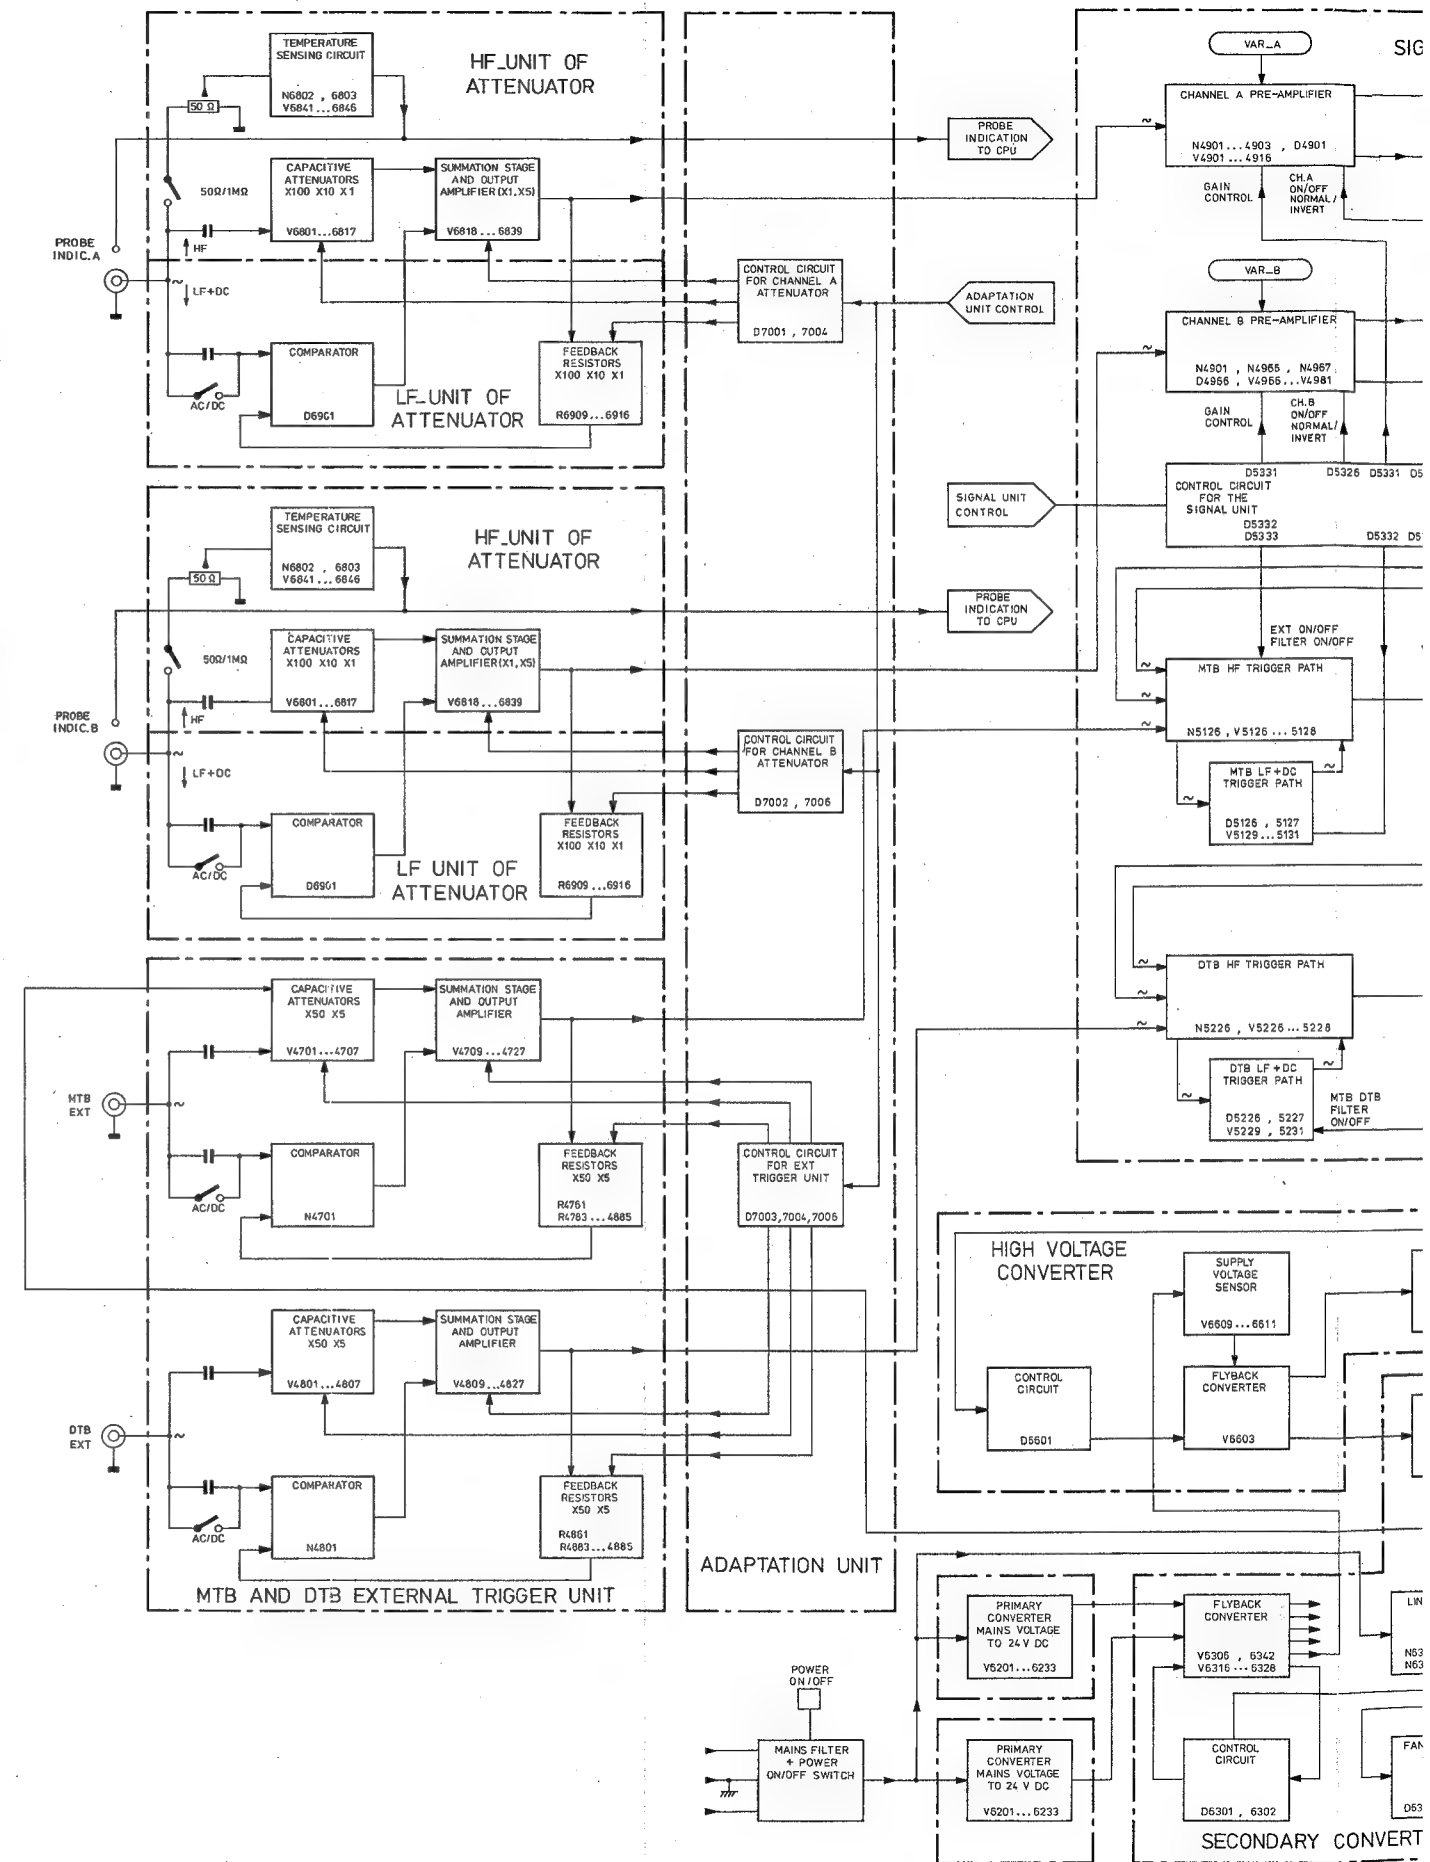 TEMPERATURE
SENSING CIRCUIT
N6802 , 6803
V6841...6846
HF_UNIT OF
ATTENUATOR
50 Ω
50Ω/1MΩ
CAPACITIVE
ATTENUATORS
X100 X10 X1
V6801...6817
SUMMATION STAGE
AND OUTPUT
AMPLIFIER (X1,X5)
V6818...6839
PROBE
INDIC.A
HF
~
LF+DC
COMPARATOR
D6901
AC/DC
LF_UNIT OF
ATTENUATOR
FEEDBACK
RESISTORS
X100 X10 X1
R6909...6916
CONTROL CIRCUIT
FOR CHANNEL A
ATTENUATOR
D7001 , 7004
PROBE
INDICATION
TO CPU
ADAPTATION
UNIT CONTROL
SIG
VAR_A
~
CHANNEL A PRE-AMPLIFIER
N4901...4903 , D4901
V4901...4916
GAIN
CONTROL
CH.A
ON/OFF
NORMAL/
INVERT
VAR_B
~
CHANNEL B PRE-AMPLIFIER
N4901 , N4966 , N4967
D4966 , V4966...V4981
GAIN
CONTROL
CH.B
ON/OFF
NORMAL/
INVERT
D5331 D5326 D5331
CONTROL CIRCUIT
FOR THE
SIGNAL UNIT
D5332
D5333
D5332
SIGNAL UNIT
CONTROL
TEMPERATURE
SENSING CIRCUIT
N6802 , 6803
V6841...6846
HF_UNIT OF
ATTENUATOR
50 Ω
50Ω/1MΩ
CAPACITIVE
ATTENUATORS
X100 X10 X1
V6801...6817
SUMMATION STAGE
AND OUTPUT
AMPLIFIER (X1,X5)
V6818...6839
PROBE
INDIC.B
HF
~
LF+DC
COMPARATOR
D6901
AC/DC
LF UNIT OF
ATTENUATOR
FEEDBACK
RESISTORS
X100 X10 X1
R6909...6916
CONTROL CIRCUIT
FOR CHANNEL B
ATTENUATOR
D7002 , 7006
PROBE
INDICATION
TO CPU
EXT ON/OFF
FILTER ON/OFF
~
~
~
MTB HF TRIGGER PATH
N5126 , V5126 ... 5128
~
~
MTB LF+DC
TRIGGER PATH
D5126 , 5127
V5129...5131
~
~
~
DTB HF TRIGGER PATH
N5226 , V5226 ... 5228
~
~
DTB LF+DC
TRIGGER PATH
D5226 , 5227
V5229 , 5231
MTB DTB
FILTER
ON/OFF
CAPACITIVE
ATTENUATORS
X50 X5
V4701...4707
SUMMATION STAGE
AND OUTPUT
AMPLIFIER
V4709...4727
MTB
EXT
~
COMPARATOR
N4701
AC/DC
FEEDBACK
RESISTORS
X50 X5
R4761
R4783...4885
CONTROL CIRCUIT
FOR EXT
TRIGGER UNIT
D7003,7004,7006
CAPACITIVE
ATTENUATORS
X50 X5
V4801...4807
SUMMATION STAGE
AND OUTPUT
AMPLIFIER
V4809...4827
DTB
EXT
~
COMPARATOR
N4801
AC/DC
FEEDBACK
RESISTORS
X50 X5
R4861
R4883...4885
MTB AND DTB EXTERNAL TRIGGER UNIT
ADAPTATION UNIT
HIGH VOLTAGE
CONVERTER
SUPPLY
VOLTAGE
SENSOR
V6609...6611
CONTROL
CIRCUIT
D6601
FLYBACK
CONVERTER
V6603
PRIMARY
CONVERTER
MAINS VOLTAGE
TO 24 V DC
V6201...6233
FLYBACK
CONVERTER
V6306 , 6342
V6316...6328
LIN
N63
N63
POWER
ON/OFF
MAINS FILTER
+ POWER
ON/OFF SWITCH
PRIMARY
CONVERTER
MAINS VOLTAGE
TO 24 V DC
V6201...6233
CONTROL
CIRCUIT
D6301 , 6302
FAN
D63
SECONDARY CONVERT